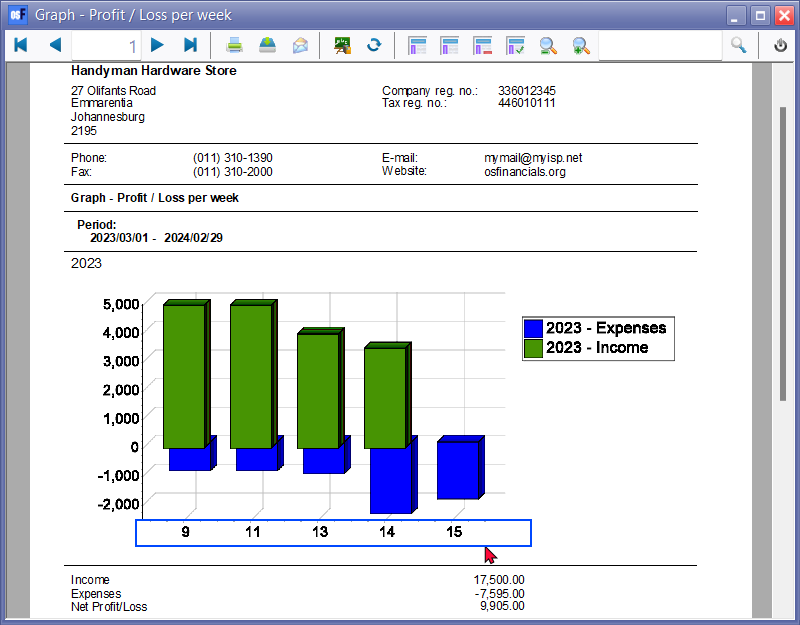 osF Graph - Profit / Loss per week
1
Handyman Hardware Store
27 Olifants Road
Emmarentia
Johannesburg
2195
Company reg. no.: 336012345
Tax reg. no.: 446010111
Phone: (011) 310-1390
Fax: (011) 310-2000
E-mail: mymail@myisp.net
Website: osfinancials.org
Graph - Profit / Loss per week
Period:
2023/03/01 - 2024/02/29
2023
5,000
4,000
3,000
2,000
1,000
0
-1,000
-2,000
9 11 13 14 15
2023 - Expenses
2023 - Income
Income 17,500.00
Expenses -7,595.00
Net Profit/Loss 9,905.00